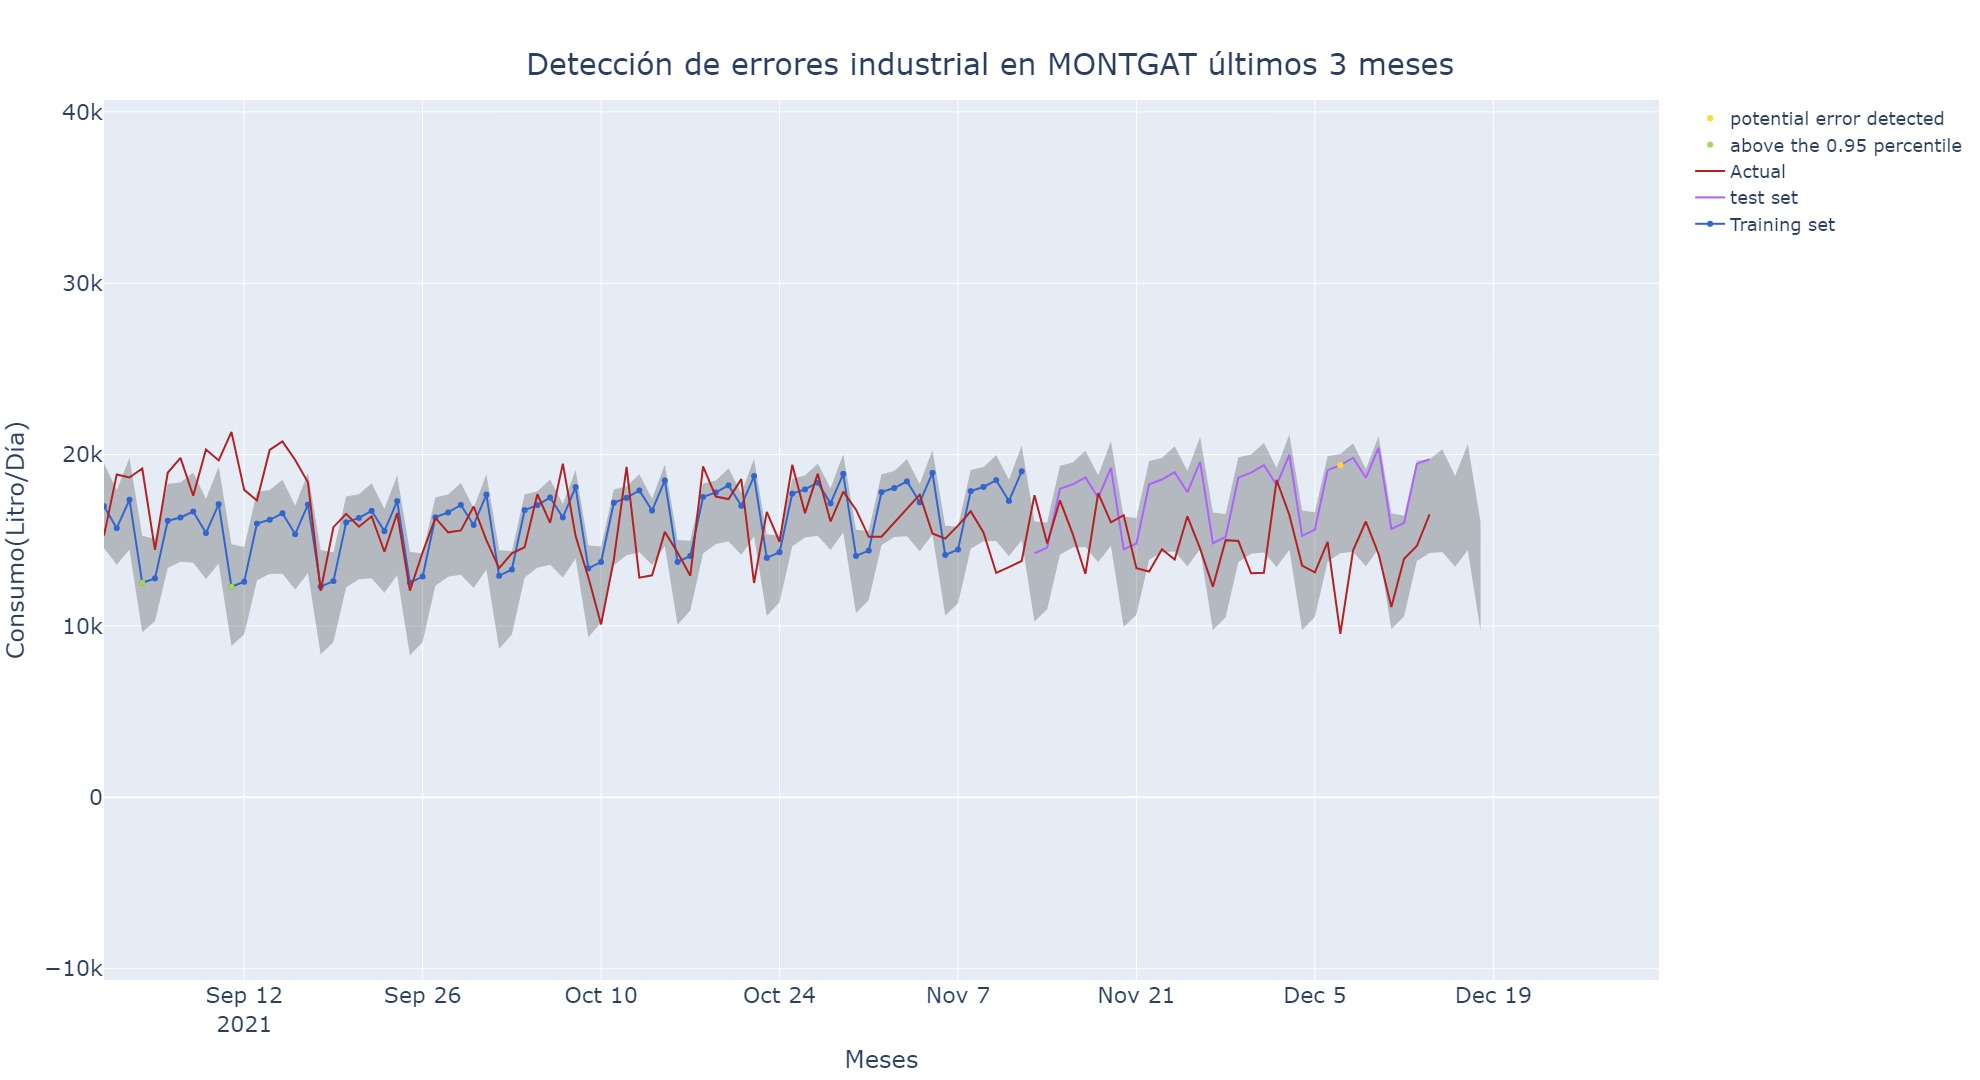 Detección de errores industrial en MONTGAT últimos 3 meses
40k
30k
20k
10k
0
−10k
Consumo(Litro/Día)
Sep 12
2021
Sep 26
Oct 10
Oct 24
Nov 7
Nov 21
Dec 5
Dec 19
Meses
potential error detected
above the 0.95 percentile
Actual
test set
Training set